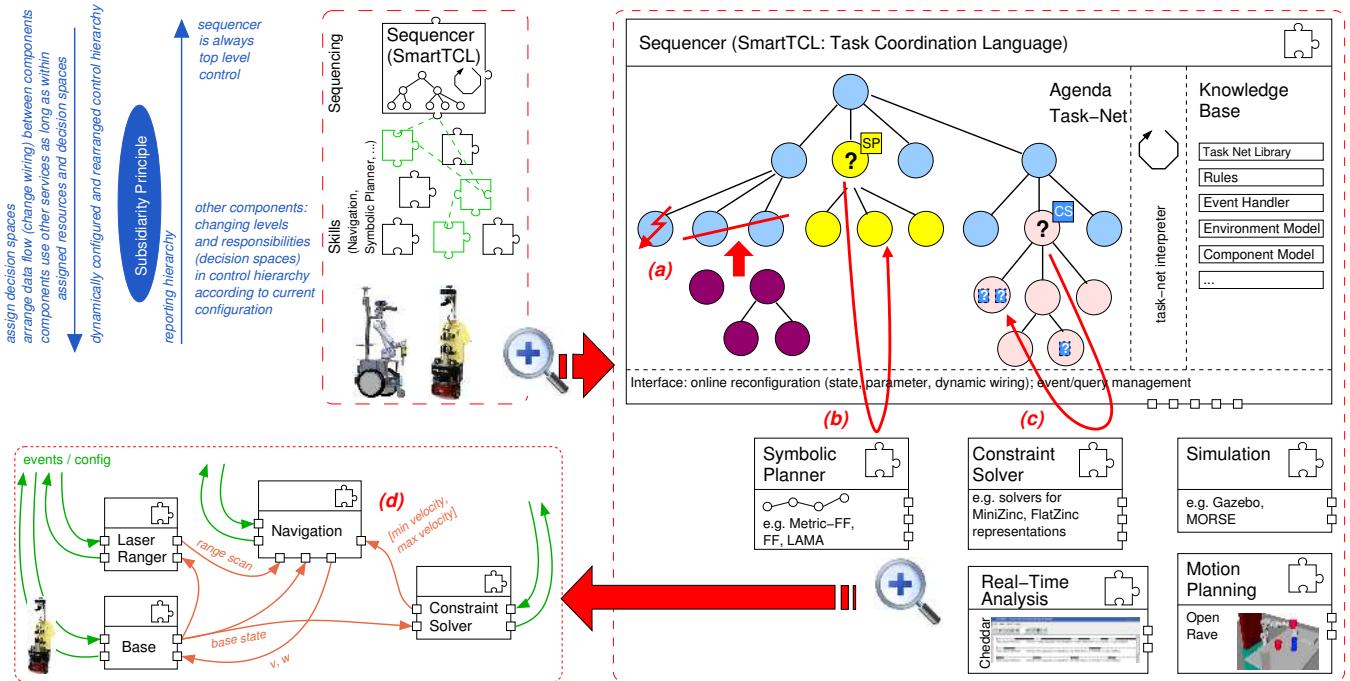 assign decision spaces
arrange data flow (change wiring) between components
components use other services as long as within
assigned resources and decision spaces
dynamically configured and rearranged control hierarchy
Subsidiarity Principle
reporting hierarchy
sequencer
is always
top level
control
other components:
changing levels
and responsibilities
(decision spaces)
in control hierarchy
according to current
configuration
Sequencing
Sequencer
(SmartTCL)
Skills
(Navigation,
Symbolic Planner, ...)
Sequencer (SmartTCL: Task Coordination Language)
Agenda
Task-Net
SP
?
CS
?
? ?
?
(a)
task-net interpreter
Knowledge
Base
Task Net Library
Rules
Event Handler
Environment Model
Component Model
...
Interface: online reconfiguration (state, parameter, dynamic wiring); event/query management
(b)
(c)
Symbolic
Planner
e.g. Metric-FF,
FF, LAMA
Constraint
Solver
e.g. solvers for
MiniZinc, FlatZinc
representations
Simulation
e.g. Gazebo,
MORSE
Real-Time
Analysis
Cheddar
Motion
Planning
Open
Rave
events / config
Laser
Ranger
Navigation
(d)
[min velocity,
max velocity]
range scan
Constraint
Solver
Base
base state
v, w